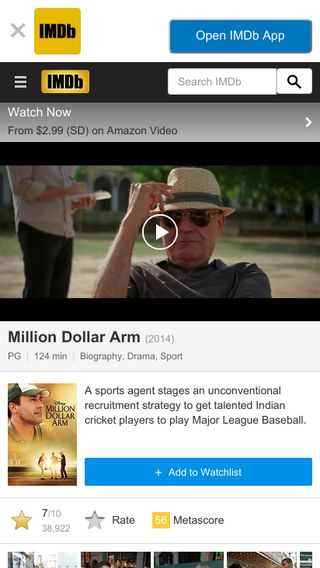 ×
IMDb
Open IMDb App
IMDb
Search IMDb
Watch Now
From $2.99 (SD) on Amazon Video
Million Dollar Arm (2014)
PG | 124 min | Biography, Drama, Sport
Disney
MILLION
DOLLAR
ARM
A sports agent stages an unconventional
recruitment strategy to get talented Indian
cricket players to play Major League Baseball.
+ Add to Watchlist
7/10
38,922
Rate
56 Metascore